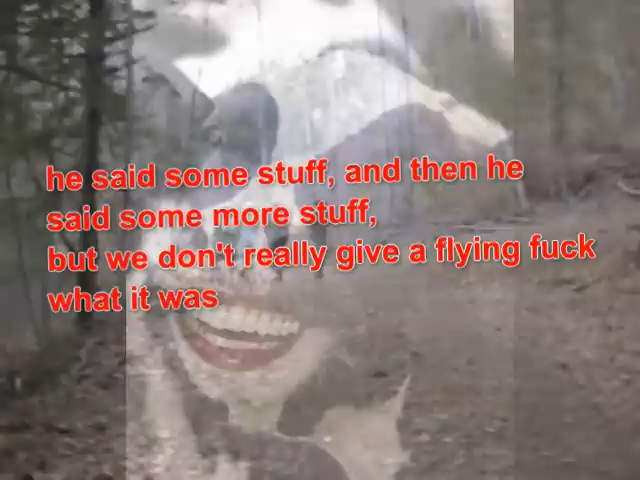 he said some stuff, and then he
said some more stuff,
but we don't really give a flying fuck
what it was